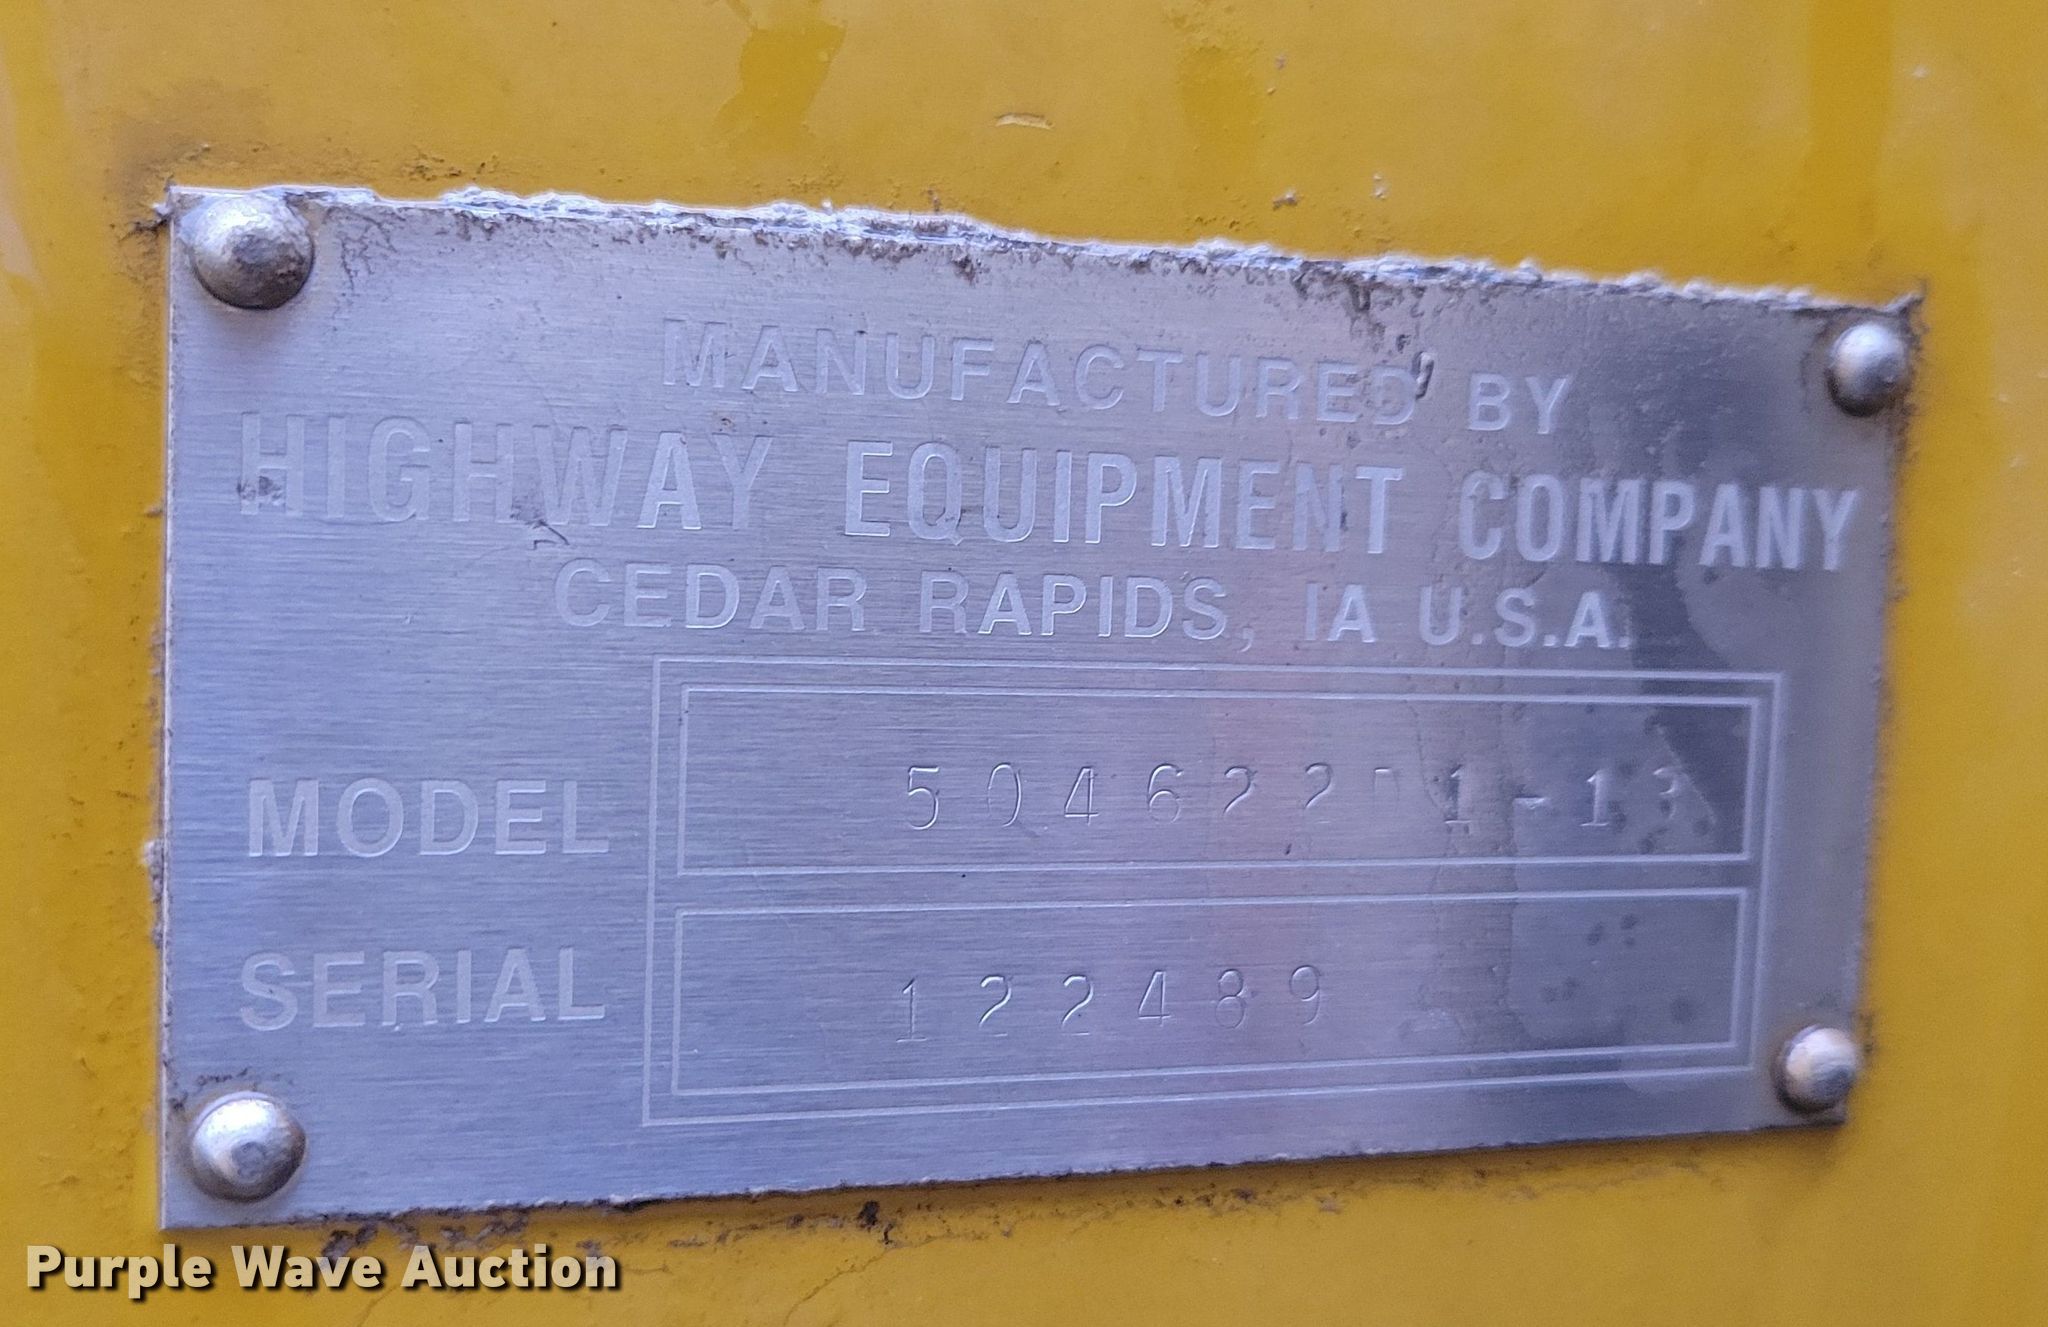 MANUFACTURED BY
HIGHWAY EQUIPMENT COMPANY
CEDAR RAPIDS, IA U.S.A.
MODEL
SERIAL 122489
Purple Wave Auction